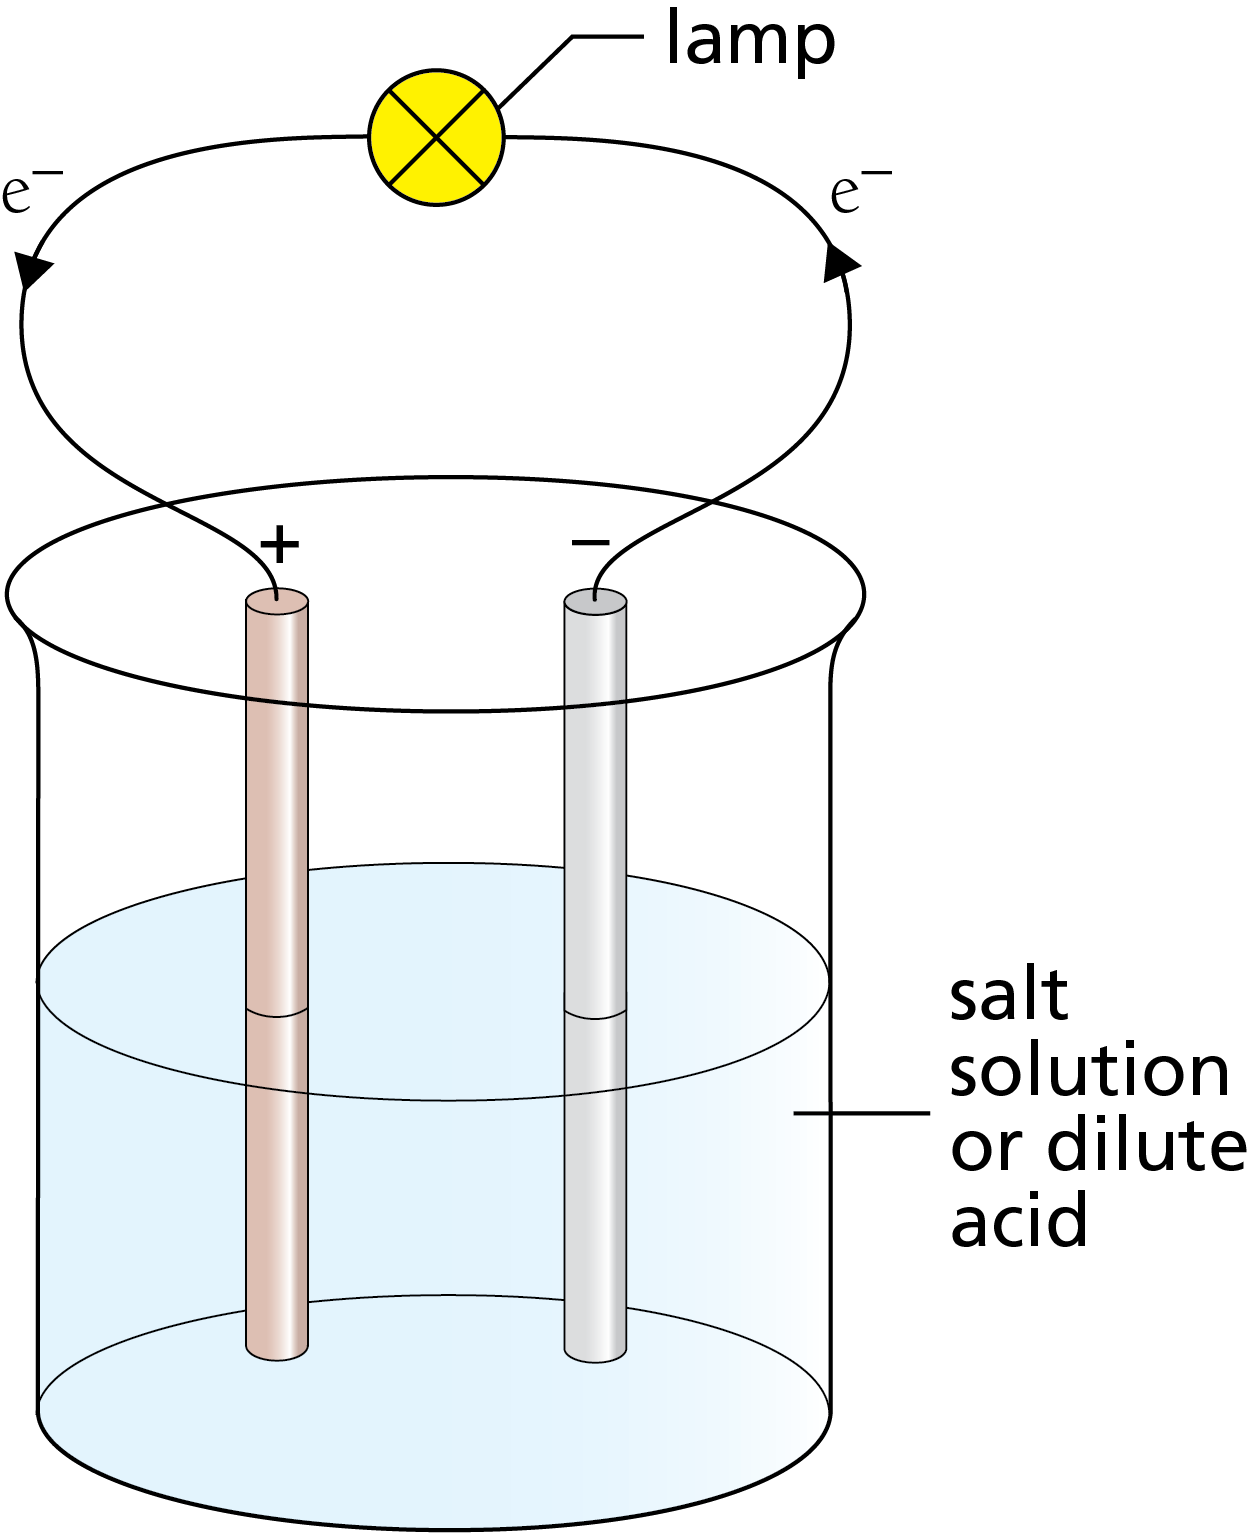 lamp
e⁻
e⁻
+
−
salt
solution
or dilute
acid